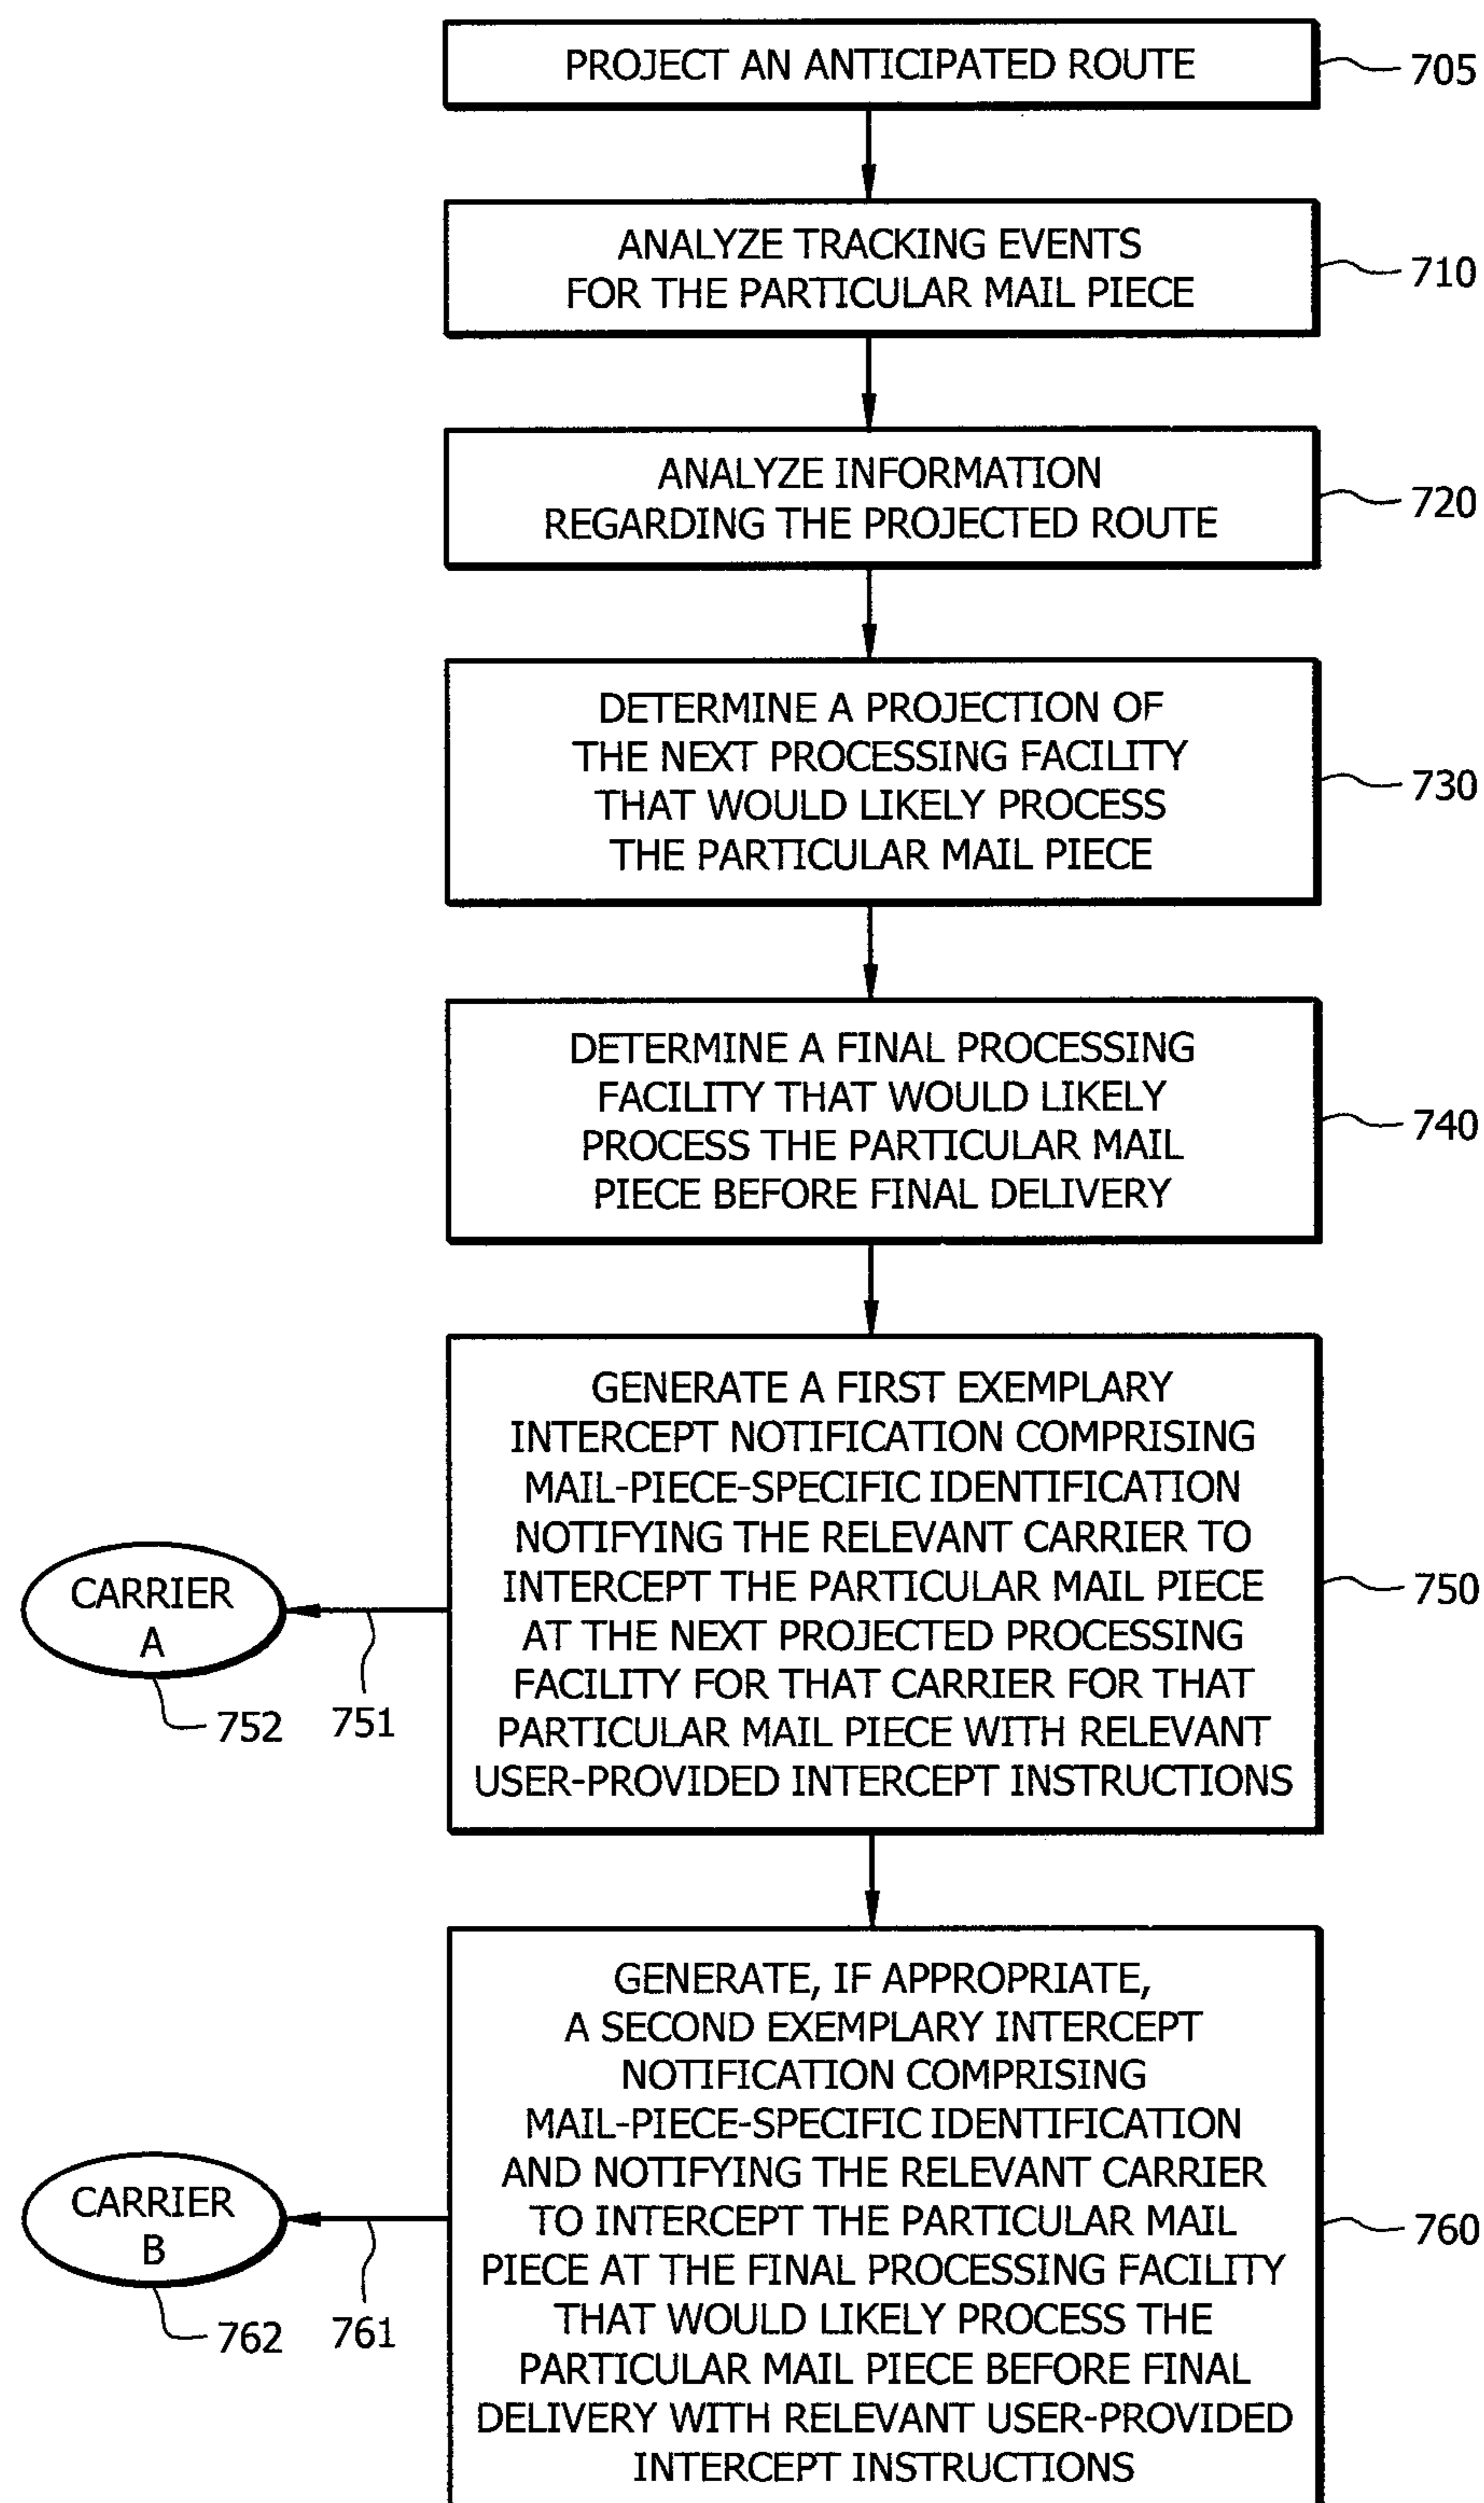 PROJECT AN ANTICIPATED ROUTE
705
ANALYZE TRACKING EVENTS
FOR THE PARTICULAR MAIL PIECE
710
ANALYZE INFORMATION
REGARDING THE PROJECTED ROUTE
720
DETERMINE A PROJECTION OF
THE NEXT PROCESSING FACILITY
THAT WOULD LIKELY PROCESS
THE PARTICULAR MAIL PIECE
730
DETERMINE A FINAL PROCESSING
FACILITY THAT WOULD LIKELY
PROCESS THE PARTICULAR MAIL
PIECE BEFORE FINAL DELIVERY
740
GENERATE A FIRST EXEMPLARY
INTERCEPT NOTIFICATION COMPRISING
MAIL-PIECE-SPECIFIC IDENTIFICATION
NOTIFYING THE RELEVANT CARRIER TO
INTERCEPT THE PARTICULAR MAIL PIECE
AT THE NEXT PROJECTED PROCESSING
FACILITY FOR THAT CARRIER FOR THAT
PARTICULAR MAIL PIECE WITH RELEVANT
USER-PROVIDED INTERCEPT INSTRUCTIONS
750
CARRIER
A
752
751
GENERATE, IF APPROPRIATE,
A SECOND EXEMPLARY INTERCEPT
NOTIFICATION COMPRISING
MAIL-PIECE-SPECIFIC IDENTIFICATION
AND NOTIFYING THE RELEVANT CARRIER
TO INTERCEPT THE PARTICULAR MAIL
PIECE AT THE FINAL PROCESSING FACILITY
THAT WOULD LIKELY PROCESS THE
PARTICULAR MAIL PIECE BEFORE FINAL
DELIVERY WITH RELEVANT USER-PROVIDED
INTERCEPT INSTRUCTIONS
760
CARRIER
B
762
761